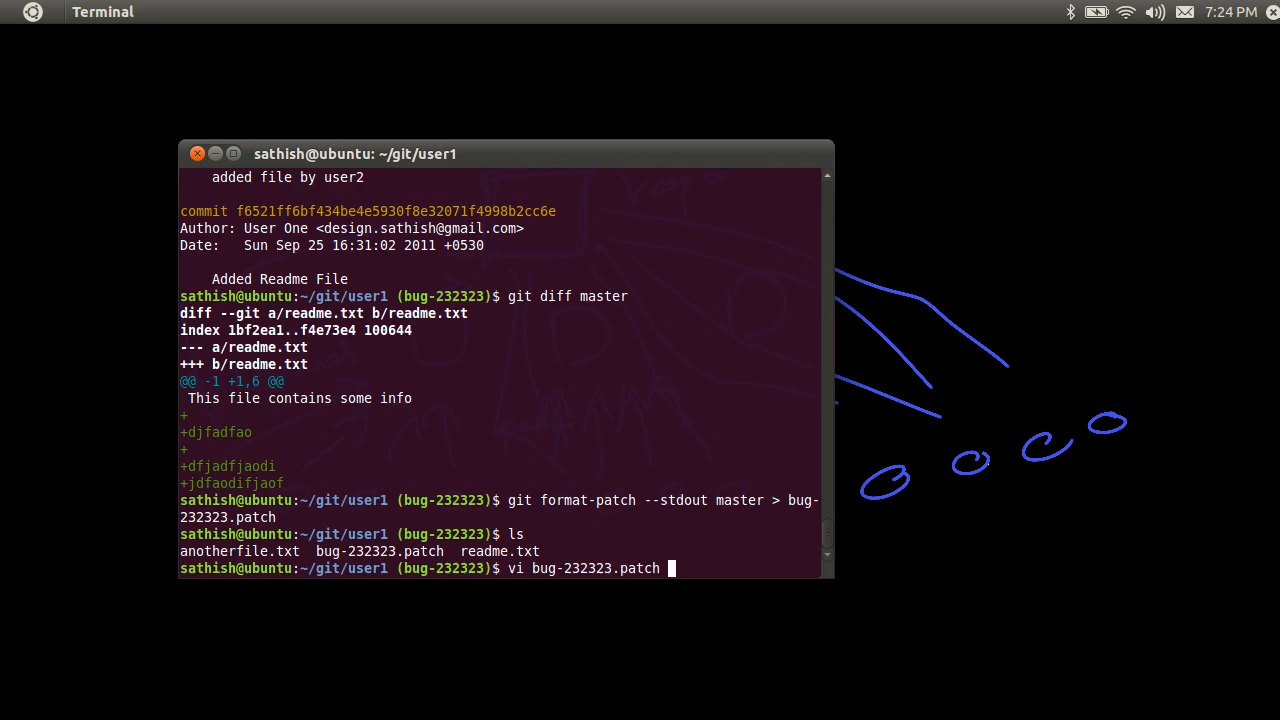 Terminal
7:24 PM
sathish@ubuntu: ~/git/user1
added file by user2
commit f6521ff6bf434be4e5930f8e32071f4998b2cc6e
Author: User One <design.sathish@gmail.com>
Date:   Sun Sep 25 16:31:02 2011 +0530
Added Readme File
sathish@ubuntu:~/git/user1 (bug-232323)$ git diff master
diff --git a/readme.txt b/readme.txt
index 1bf2ea1..f4e73e4 100644
--- a/readme.txt
+++ b/readme.txt
@@ -1 +1,6 @@
 This file contains some info
+
+djfadfao
+
+dfjadfjaodi
+jdfaodifjaof
sathish@ubuntu:~/git/user1 (bug-232323)$ git format-patch --stdout master > bug-
232323.patch
sathish@ubuntu:~/git/user1 (bug-232323)$ ls
anotherfile.txt  bug-232323.patch  readme.txt
sathish@ubuntu:~/git/user1 (bug-232323)$ vi bug-232323.patch